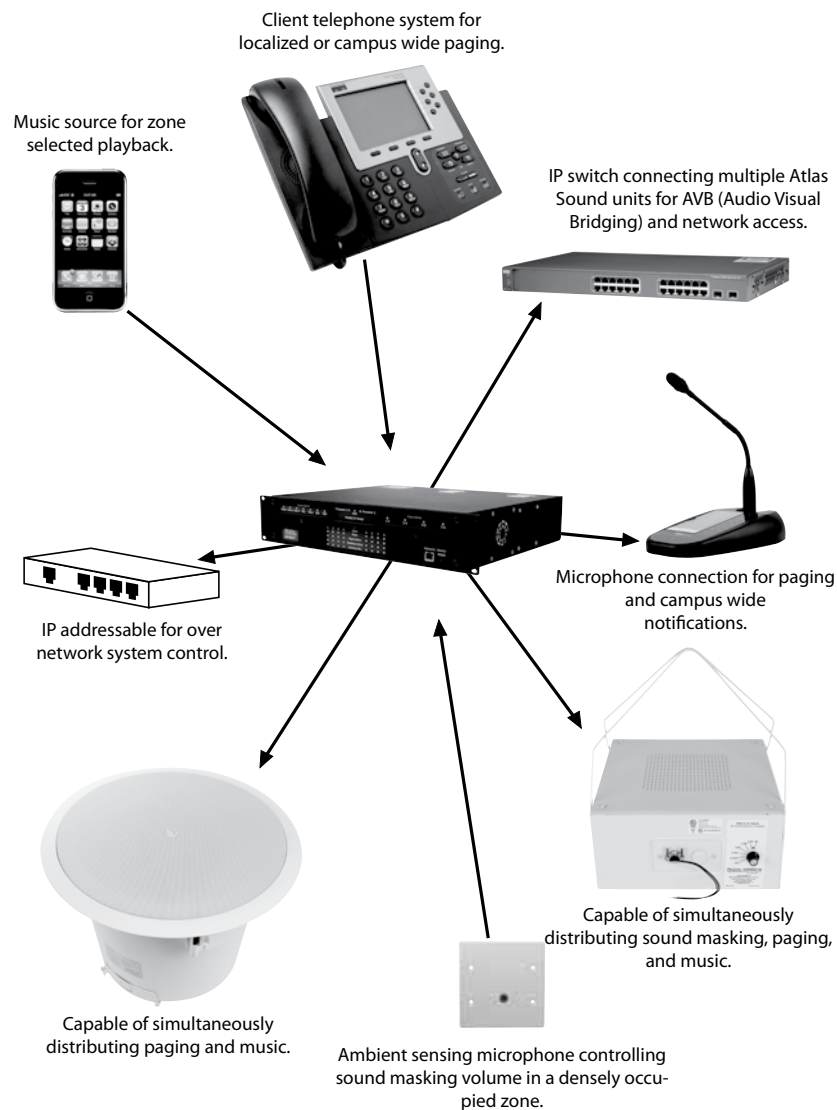 Client telephone system for
localized or campus wide paging.
Music source for zone
selected playback.
IP switch connecting multiple Atlas
Sound units for AVB (Audio Visual
Bridging) and network access.
IP addressable for over
network system control.
Microphone connection for paging
and campus wide
notifications.
Capable of simultaneously
distributing sound masking, paging,
and music.
Capable of simultaneously
distributing paging and music.
Ambient sensing microphone controlling
sound masking volume in a densely occu-
pied zone.